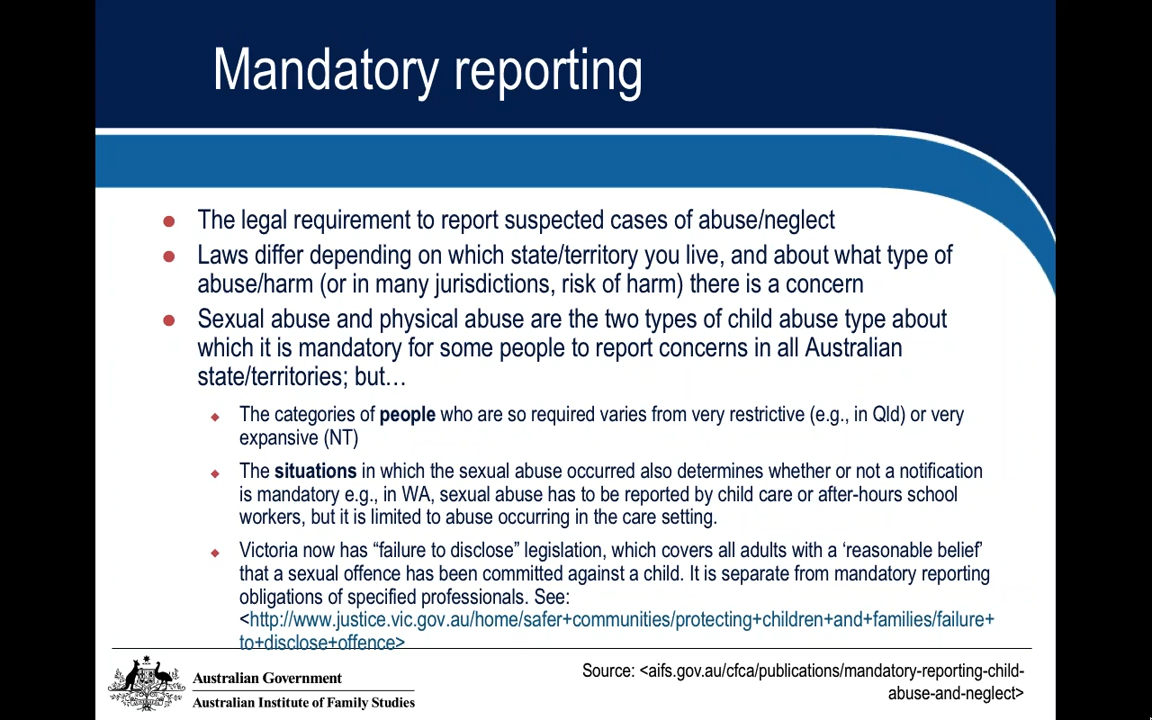 Mandatory reporting
The legal requirement to report suspected cases of abuse/neglect
Laws differ depending on which state/territory you live, and about what type of
abuse/harm (or in many jurisdictions, risk of harm) there is a concern
Sexual abuse and physical abuse are the two types of child abuse type about
which it is mandatory for some people to report concerns in all Australian
state/territories; but…
The categories of people who are so required varies from very restrictive (e.g., in Qld) or very
expansive (NT)
The situations in which the sexual abuse occurred also determines whether or not a notification
is mandatory e.g., in WA, sexual abuse has to be reported by child care or after-hours school
workers, but it is limited to abuse occurring in the care setting.
Victoria now has “failure to disclose” legislation, which covers all adults with a ‘reasonable belief’
that a sexual offence has been committed against a child. It is separate from mandatory reporting
obligations of specified professionals. See:
<http://www.justice.vic.gov.au/home/safer+communities/protecting+children+and+families/failure+
to+disclose+offence>
Australian Government
Australian Institute of Family Studies
Source: <aifs.gov.au/cfca/publications/mandatory-reporting-child-
abuse-and-neglect>